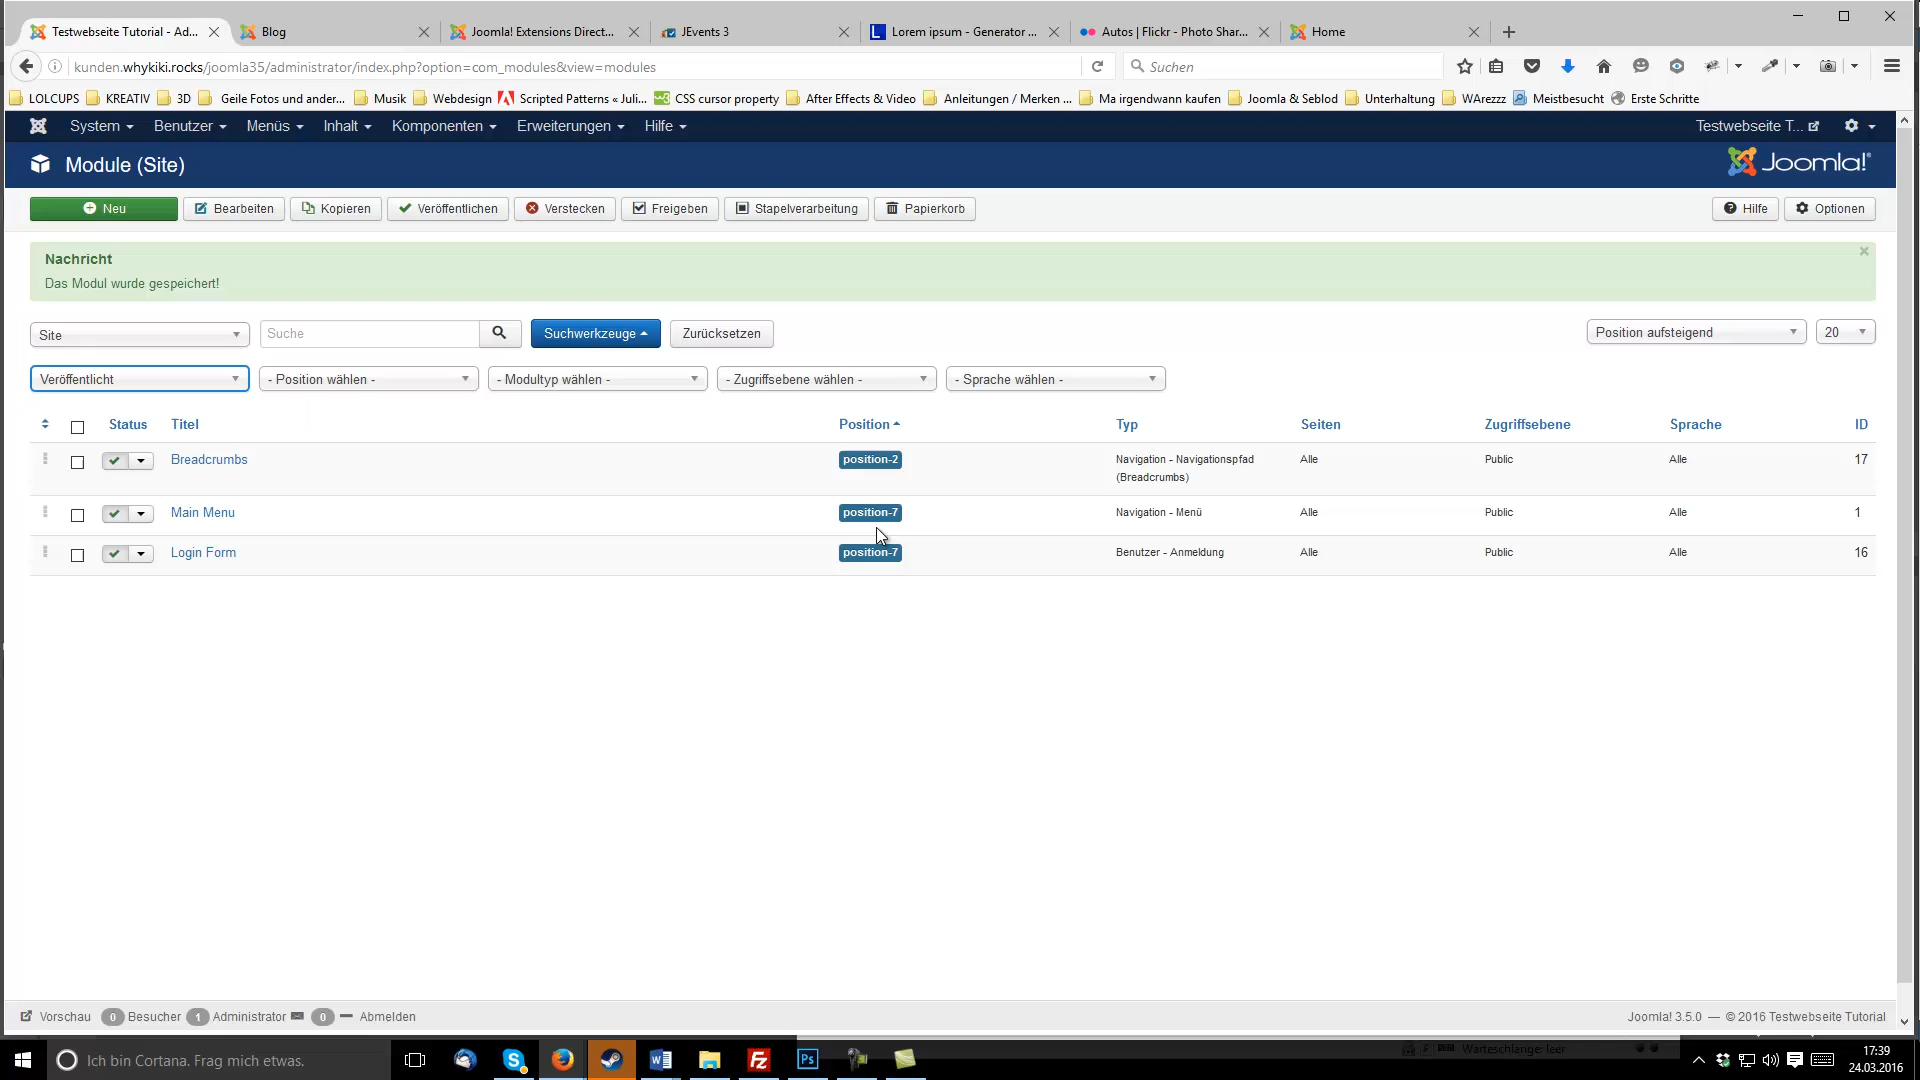 Testwebseite Tutorial - Ad...
Blog
Joomla! Extensions Direct...
JEvents 3
Lorem ipsum - Generator ...
Autos | Flickr - Photo Shar...
Home
kunden.whykiki.rocks/joomla35/administrator/index.php?option=com_modules&view=modules
Suchen
LOLCUPS
KREATIV
3D
Geile Fotos und ander...
Musik
Webdesign
Scripted Patterns « Juli...
CSS cursor property
After Effects & Video
Anleitungen / Merken ...
Ma irgendwann kaufen
Joomla & Seblod
Unterhaltung
WArezzz
Meistbesucht
Erste Schritte
System
Benutzer
Menüs
Inhalt
Komponenten
Erweiterungen
Hilfe
Testwebseite T...
Module (Site)
Joomla!
Neu
Bearbeiten
Kopieren
Veröffentlichen
Verstecken
Freigeben
Stapelverarbeitung
Papierkorb
Hilfe
Optionen
Nachricht
Das Modul wurde gespeichert!
Site
Suche
Suchwerkzeuge
Zurücksetzen
Position aufsteigend
20
Veröffentlicht
- Position wählen -
- Modultyp wählen -
- Zugriffsebene wählen -
- Sprache wählen -
Status
Titel
Position
Typ
Seiten
Zugriffsebene
Sprache
ID
Breadcrumbs
position-2
Navigation - Navigationspfad
(Breadcrumbs)
Alle
Public
Alle
17
Main Menu
position-7
Navigation - Menü
Alle
Public
Alle
1
Login Form
position-7
Benutzer - Anmeldung
Alle
Public
Alle
16
Vorschau
0
Besucher
1
Administrator
0
Abmelden
Joomla! 3.5.0 — © 2016 Testwebseite Tutorial
Ich bin Cortana. Frag mich etwas.
Warteschlange: leer
17:39
24.03.2016